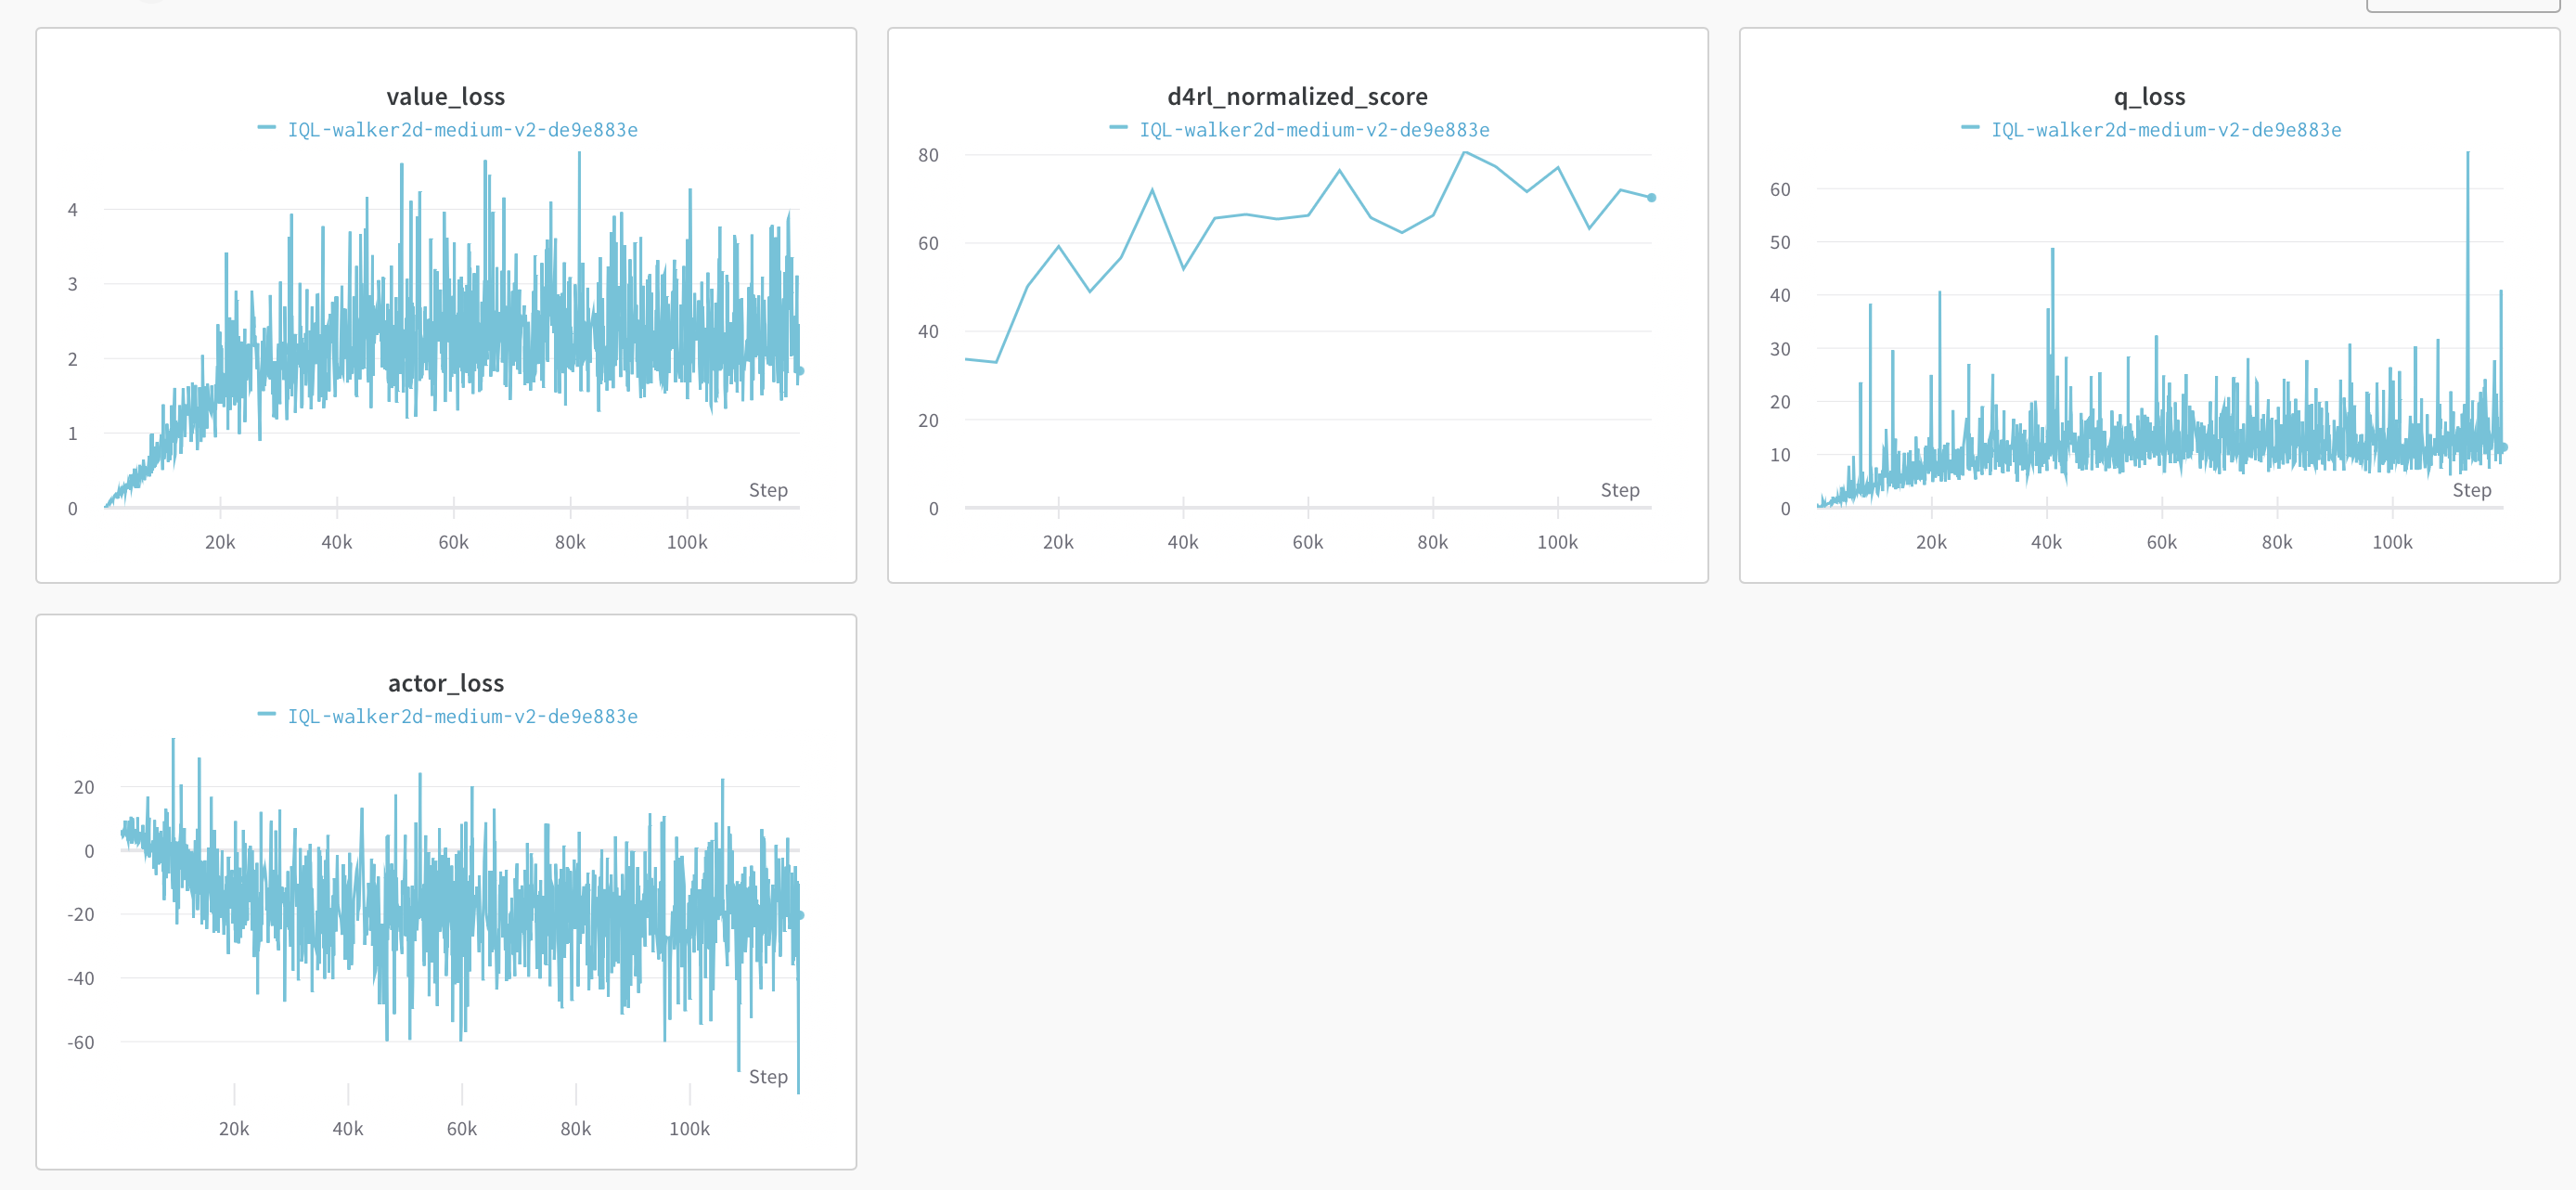 value_loss
IQL-walker2d-medium-v2-de9e883e
4
3
2
1
0
Step
20k 40k 60k 80k 100k
d4rl_normalized_score
IQL-walker2d-medium-v2-de9e883e
80
60
40
20
0
Step
20k 40k 60k 80k 100k
q_loss
IQL-walker2d-medium-v2-de9e883e
60
50
40
30
20
10
0
Step
20k 40k 60k 80k 100k
actor_loss
IQL-walker2d-medium-v2-de9e883e
20
0
-20
-40
-60
Step
20k 40k 60k 80k 100k